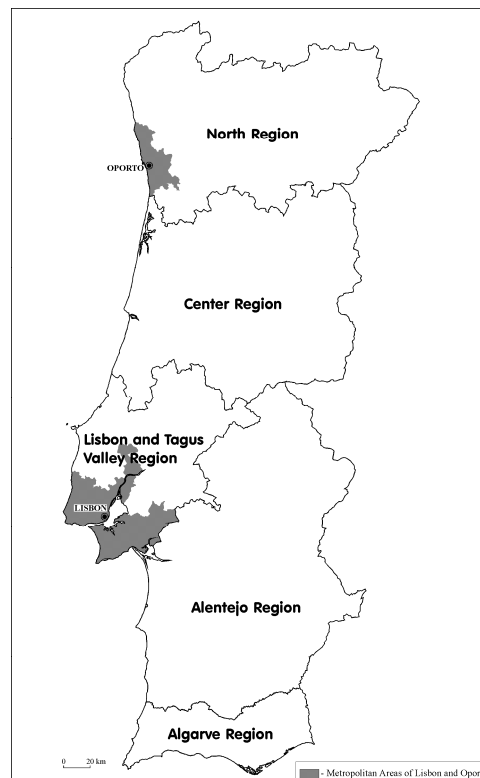 North Region
OPORTO
Center Region
Lisbon and Tagus
Valley Region
LISBON
Alentejo Region
Algarve Region
0 20 km
- Metropolitan Areas of Lisbon and Opor